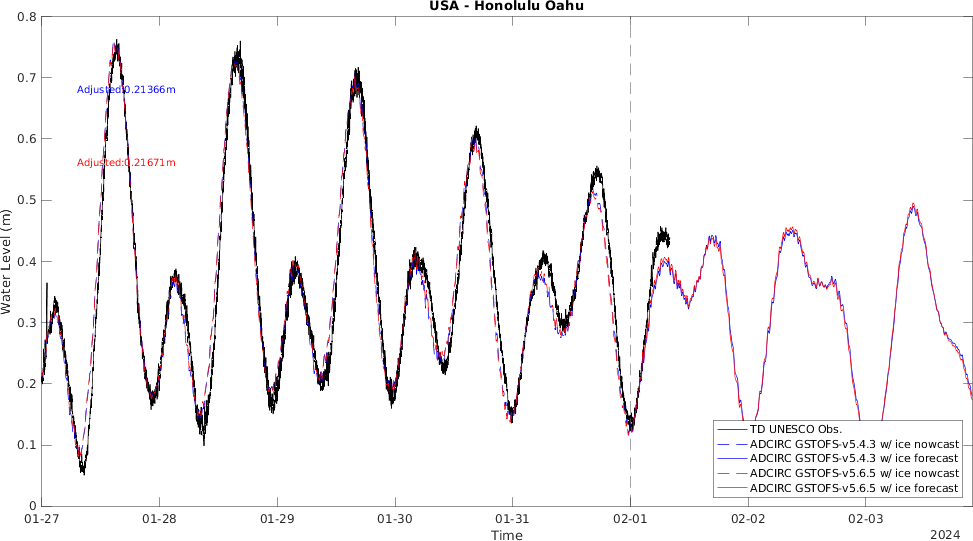 USA - Honolulu Oahu
0.8
0.7
0.6
0.5
0.4
0.3
0.2
0.1
0
Water Level (m)
Adjusted:0.21366m
Adjusted:0.21671m
TD UNESCO Obs.
ADCIRC GSTOFS-v5.4.3 w/ ice nowcast
ADCIRC GSTOFS-v5.4.3 w/ ice forecast
ADCIRC GSTOFS-v5.6.5 w/ ice nowcast
ADCIRC GSTOFS-v5.6.5 w/ ice forecast
01-27 01-28 01-29 01-30 01-31 02-01 02-02 02-03
Time
2024